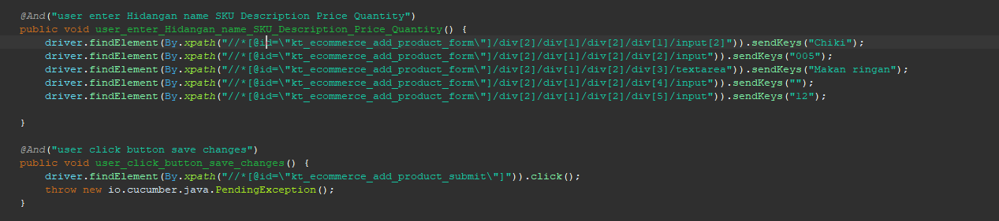 @And("user enter Hidangan name SKU Description Price Quantity")
public void user_enter_Hidangan_name_SKU_Description_Price_Quantity() {
driver.findElement(By.xpath("//*[@id=\"kt_ecommerce_add_product_form\"]/div[2]/div[1]/div[2]/div[1]/input[2]")).sendKeys("Chiki");
driver.findElement(By.xpath("//*[@id=\"kt_ecommerce_add_product_form\"]/div[2]/div[1]/div[2]/div[2]/input")).sendKeys("005");
driver.findElement(By.xpath("//*[@id=\"kt_ecommerce_add_product_form\"]/div[2]/div[1]/div[2]/div[3]/textarea")).sendKeys("Makan ringan");
driver.findElement(By.xpath("//*[@id=\"kt_ecommerce_add_product_form\"]/div[2]/div[1]/div[2]/div[4]/input")).sendKeys("");
driver.findElement(By.xpath("//*[@id=\"kt_ecommerce_add_product_form\"]/div[2]/div[1]/div[2]/div[5]/input")).sendKeys("12");
}
@And("user click button save changes")
public void user_click_button_save_changes() {
driver.findElement(By.xpath("//*[@id=\"kt_ecommerce_add_product_submit\"]")).click();
throw new io.cucumber.java.PendingException();
}